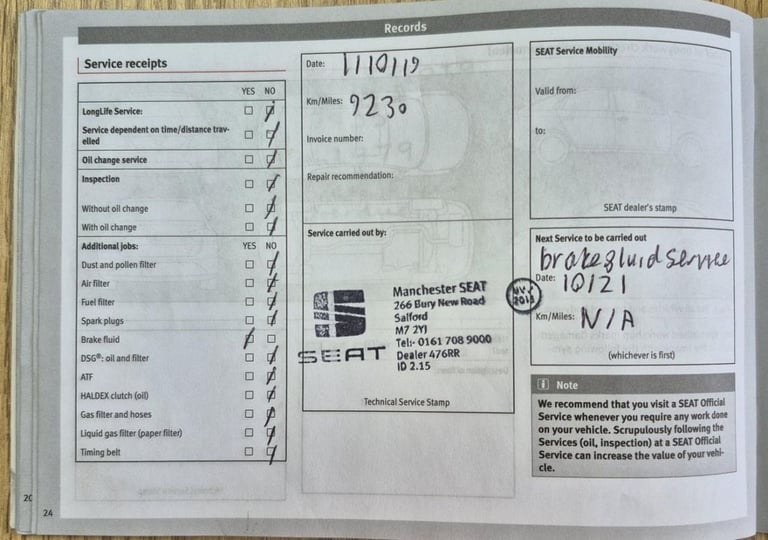 Records
Service receipts
YES NO
LongLife Service:
Service dependent on time/distance trav-
elled
Oil change service
Inspection
Without oil change
With oil change
Additional jobs: YES NO
Dust and pollen filter
Air filter
Fuel filter
Spark plugs
Brake fluid
DSG®: oil and filter
ATF
HALDEX clutch (oil)
Gas filter and hoses
Liquid gas filter (paper filter)
Timing belt
Date: 1/10/19
Km/Miles: 9230
Invoice number:
Repair recommendation:
Service carried out by:
SEAT
Manchester SEAT
266 Bury New Road
Salford
M7 2YJ
Tel:- 0161 708 9000
Dealer 476RR
ID 2.15
Technical Service Stamp
SEAT Service Mobility
Valid from:
to:
SEAT dealer's stamp
Next Service to be carried out
brake fluid service
Date: 10/21
Km/Miles: N/A
(whichever is first)
Note
We recommend that you visit a SEAT Official
Service whenever you require any work done
on your vehicle. Scrupulously following the
Services (oil, inspection) at a SEAT Official
Service can increase the value of your vehi-
cle.
24